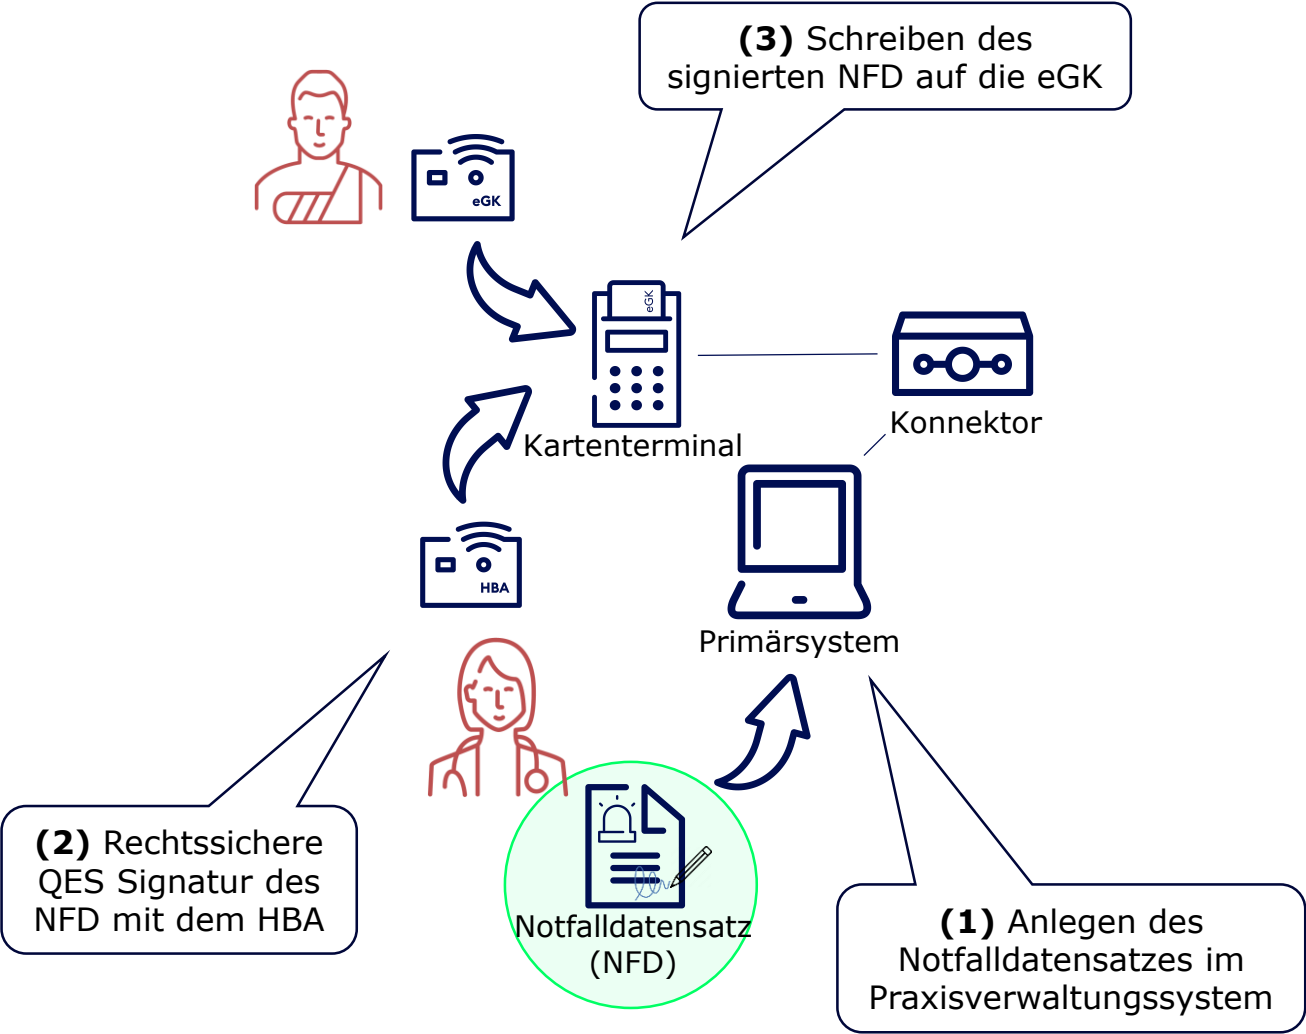 (3) Schreiben des
signierten NFD auf die eGK
eGK
eGK
Konnektor
Kartenterminal
HBA
Primärsystem
(2) Rechtssichere
QES Signatur des
NFD mit dem HBA
Notfalldatensatz
(NFD)
(1) Anlegen des
Notfalldatensatzes im
Praxisverwaltungssystem